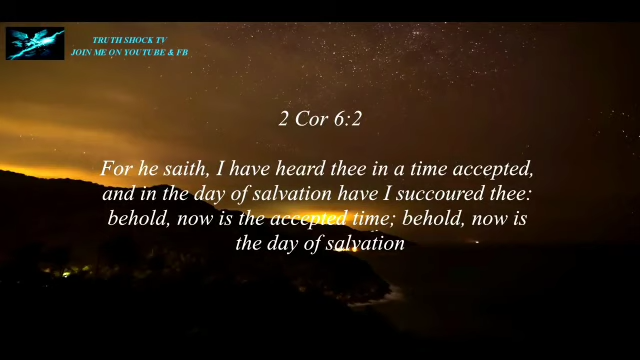 TRUTH SHOCK TV
JOIN ME ON YOUTUBE & FB
2 Cor 6:2
For he saith, I have heard thee in a time accepted,
and in the day of salvation have I succoured thee:
behold, now is the accepted time; behold, now is
the day of salvation